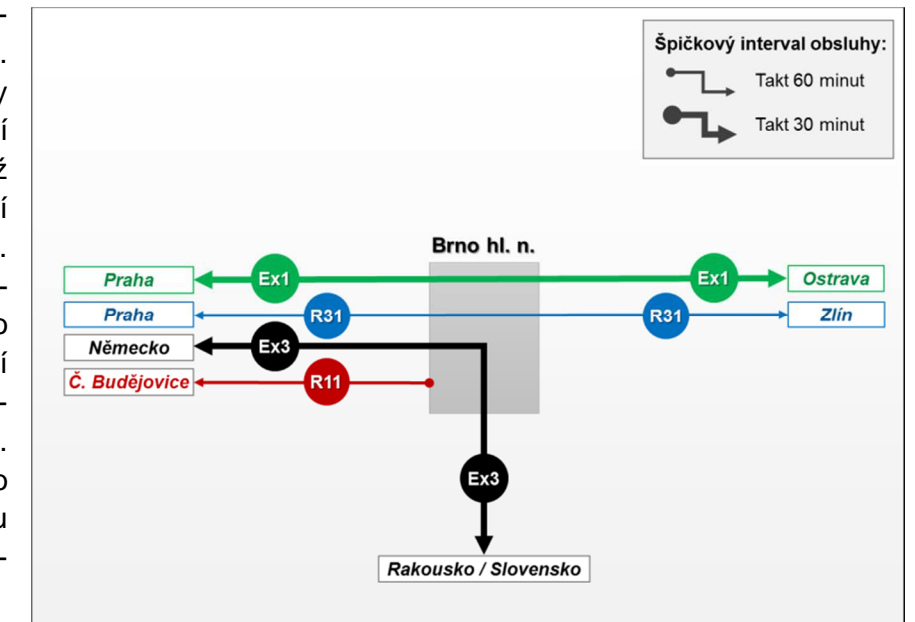 Špičkový interval obsluhy:
Takt 60 minut
Takt 30 minut
Brno hl. n.
Praha Ex1 Ex1 Ostrava
Praha R31 R31 Zlín
Německo Ex3
Č. Budějovice R11
Ex3
Rakousko / Slovensko